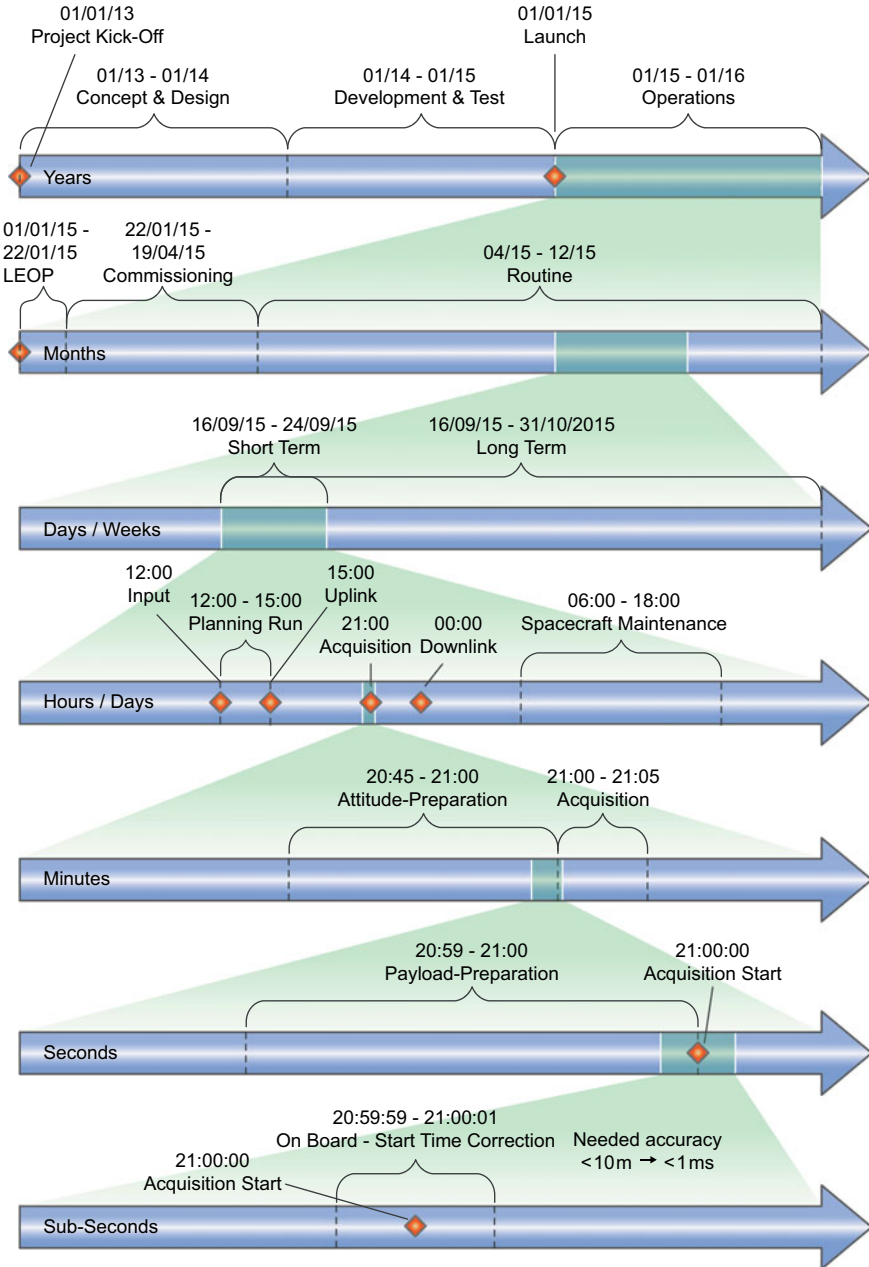 01/01/13
Project Kick-Off
01/01/15
Launch
01/13 - 01/14
Concept & Design
01/14 - 01/15
Development & Test
01/15 - 01/16
Operations
Years
01/01/15 -
22/01/15
LEOP
22/01/15 -
19/04/15
Commissioning
04/15 - 12/15
Routine
Months
16/09/15 - 24/09/15
Short Term
16/09/15 - 31/10/2015
Long Term
Days / Weeks
12:00
Input
12:00 - 15:00
Planning Run
15:00
Uplink
21:00
Acquisition
00:00
Downlink
06:00 - 18:00
Spacecraft Maintenance
Hours / Days
20:45 - 21:00
Attitude-Preparation
21:00 - 21:05
Acquisition
Minutes
20:59 - 21:00
Payload-Preparation
21:00:00
Acquisition Start
Seconds
20:59:59 - 21:00:01
On Board - Start Time Correction
Needed accuracy
<10m → <1ms
21:00:00
Acquisition Start
Sub-Seconds